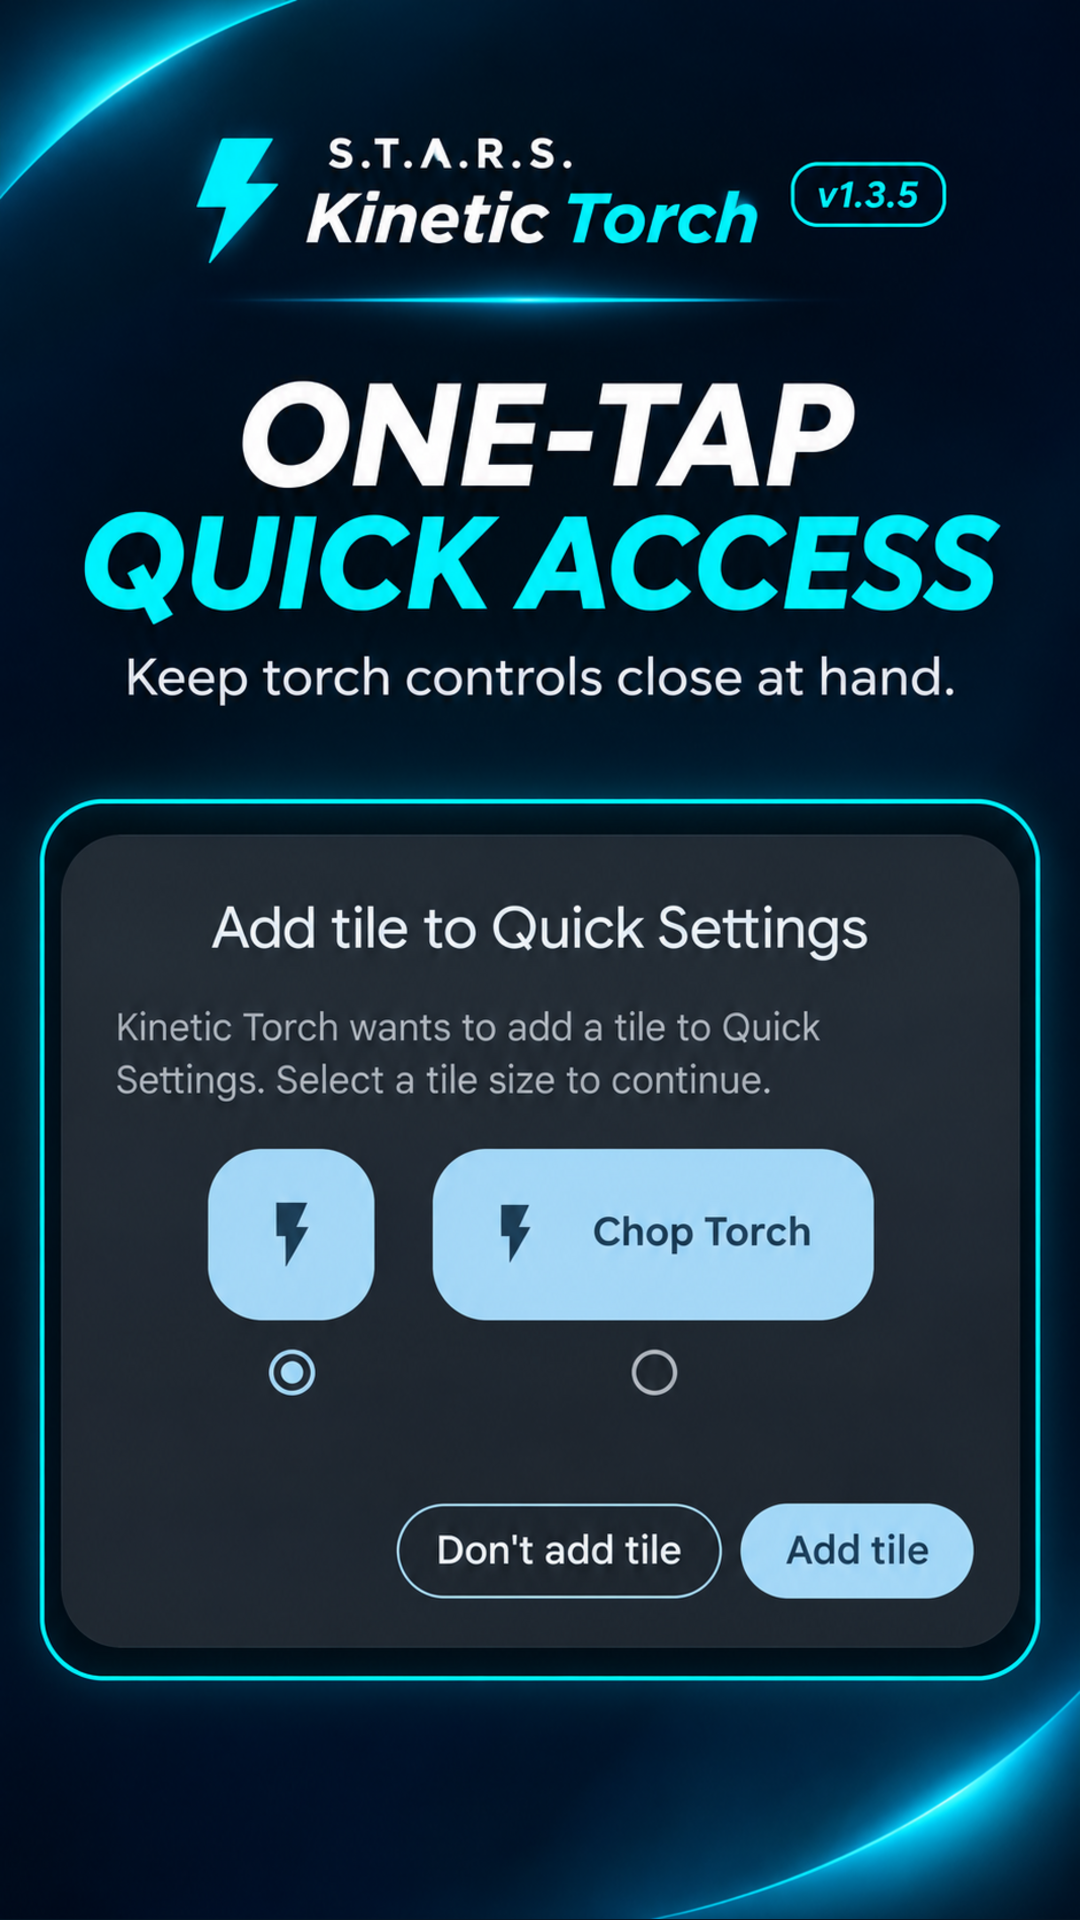 S.T.A.R.S.
Kinetic Torch
v1.3.5
ONE-TAP
QUICK ACCESS
Keep torch controls close at hand.
Add tile to Quick Settings
Kinetic Torch wants to add a tile to Quick
Settings. Select a tile size to continue.
Chop Torch
Don't add tile
Add tile